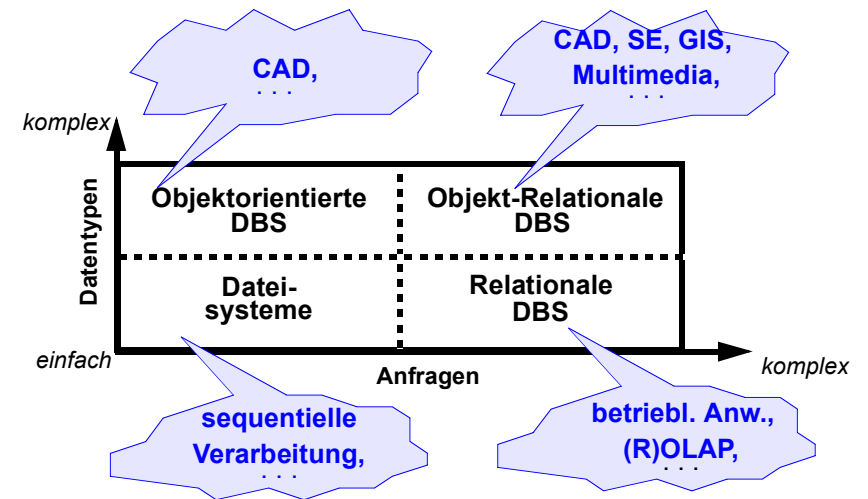 CAD,
. . .
CAD, SE, GIS,
Multimedia,
. . .
komplex
Datentypen
Objektorientierte
DBS
Objekt-Relationale
DBS
Datei-
systeme
Relationale
DBS
einfach
Anfragen
komplex
sequentielle
Verarbeitung,
. . .
betriebl. Anw.,
(R)OLAP,
. . .